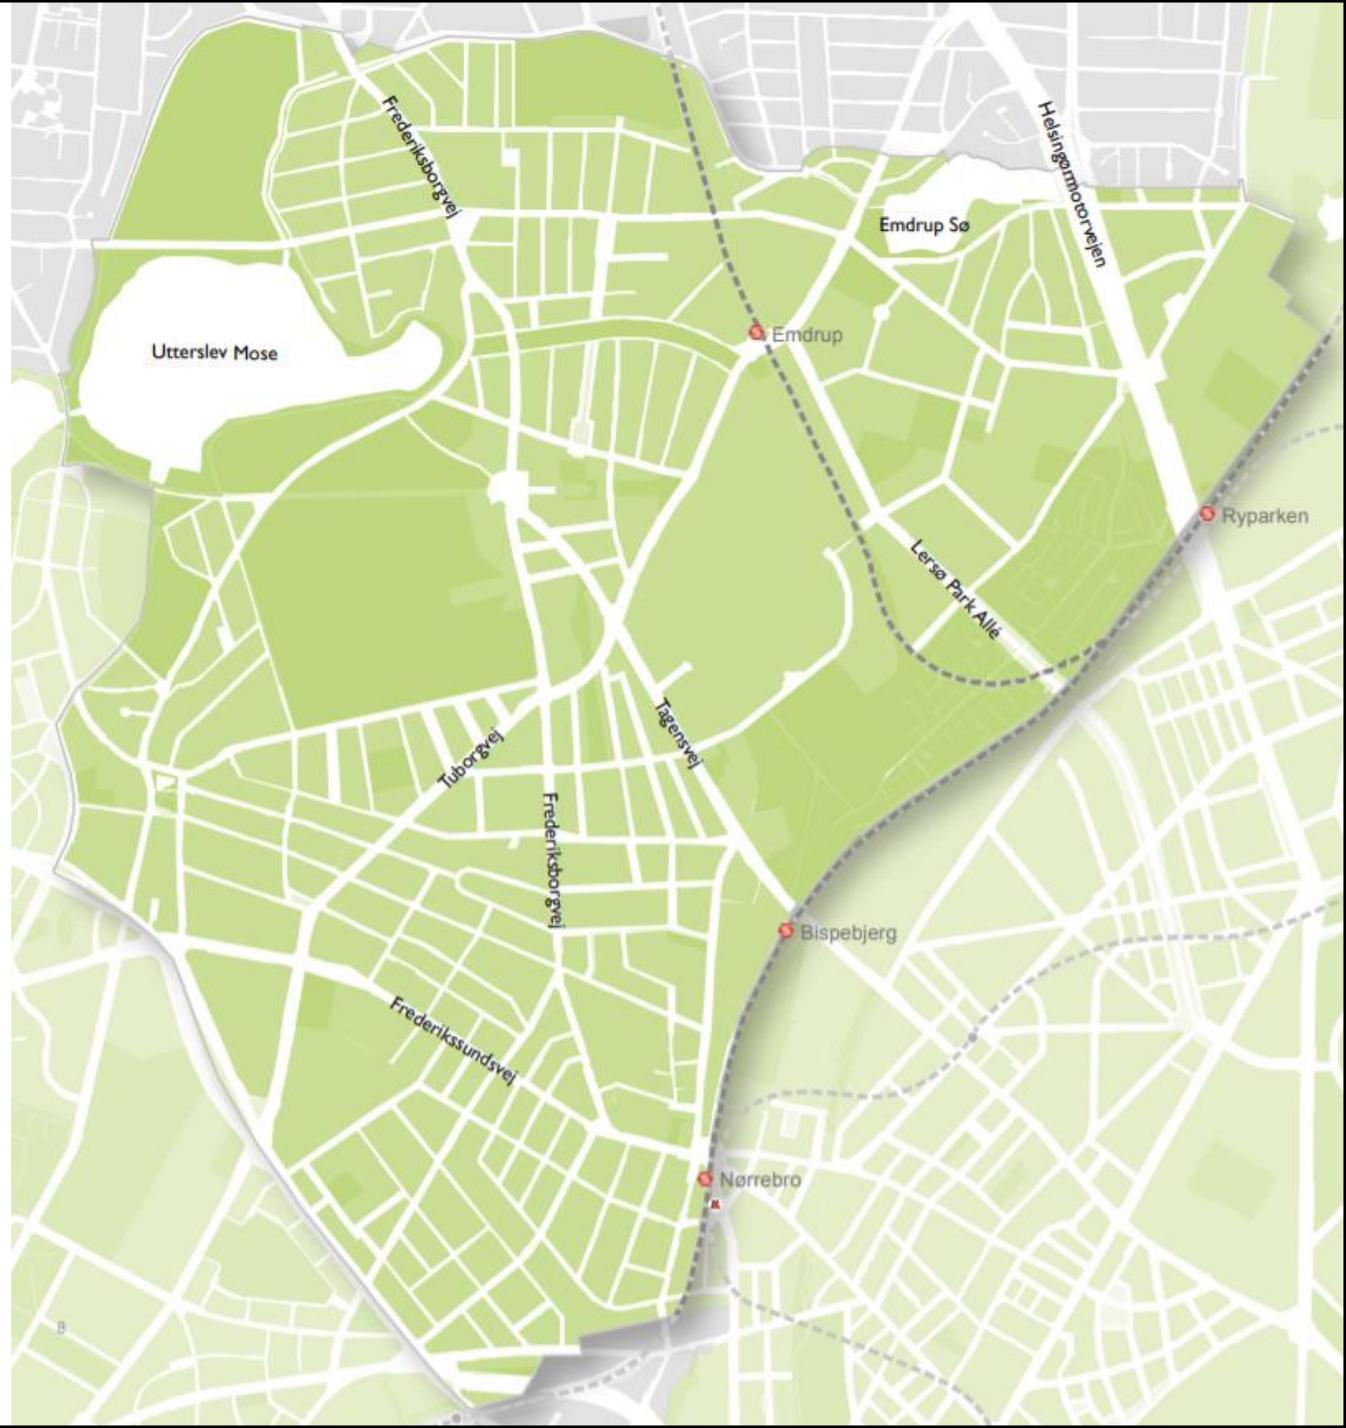 Frederiksborgvej
Helsingørmotorvejen
Emdrup Sø
Emdrup
Utterslev Mose
Ryparken
Lersø Park Allé
Tagensvej
Tuborgvej
Frederiksborgvej
Bispebjerg
Frederikssundsvej
Nørrebro
M
8